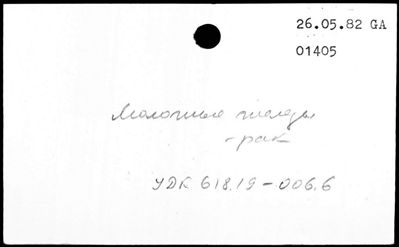 26.05.82 GA
01405
Молочные железы
- рак
УДК 618.19-006.6